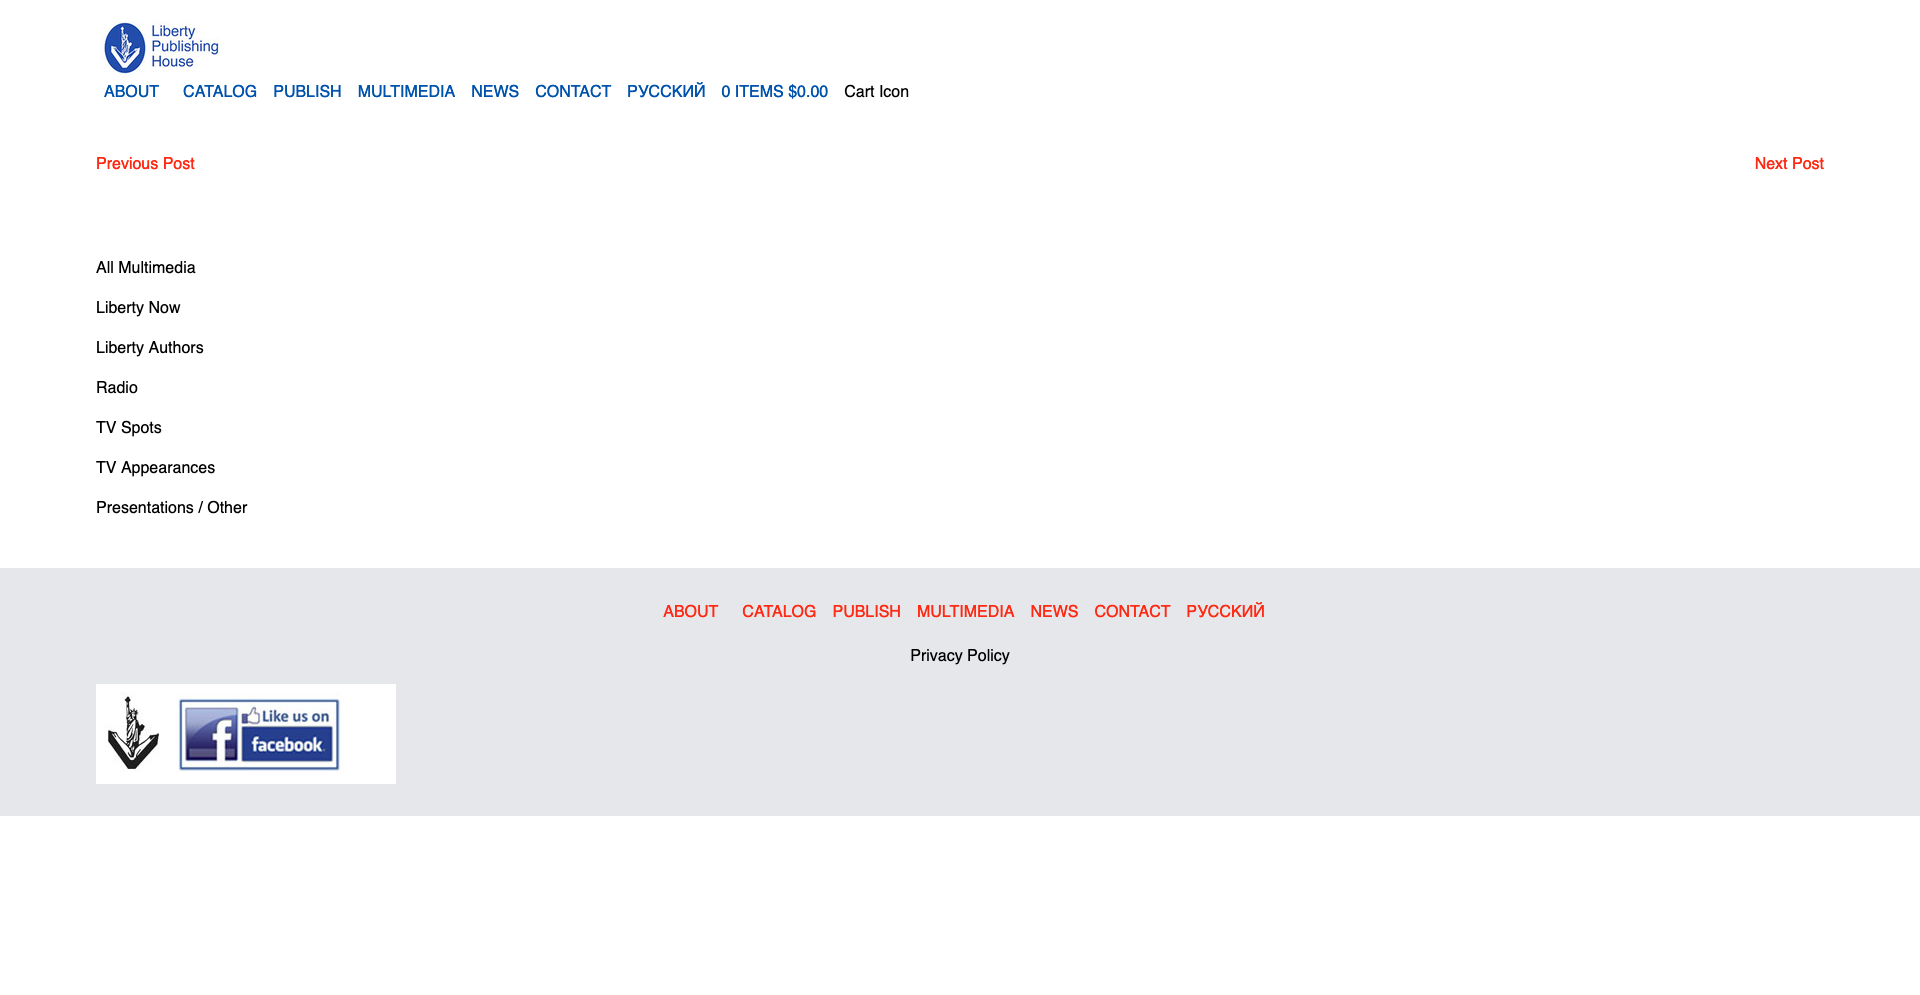 Liberty
Publishing
House
ABOUT CATALOG PUBLISH MULTIMEDIA NEWS CONTACT РУССКИЙ 0 ITEMS $0.00 Cart Icon
Previous Post Next Post
All Multimedia
Liberty Now
Liberty Authors
Radio
TV Spots
TV Appearances
Presentations / Other
ABOUT CATALOG PUBLISH MULTIMEDIA NEWS CONTACT РУССКИЙ
Privacy Policy
Like us on
facebook